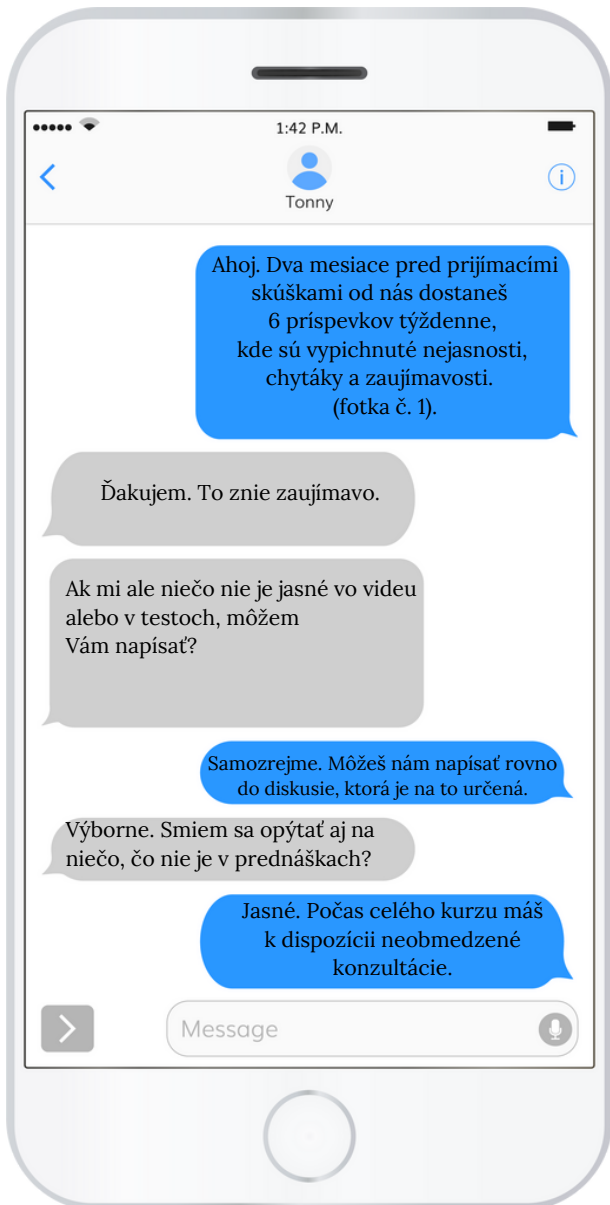 1:42 P.M.
Tonny
Ahoj. Dva mesiace pred prijímacími
skúškami od nás dostaneš
6 príspevkov týždenne,
kde sú vypichnuté nejasnosti,
chytáky a zaujímavosti.
(fotka č. 1).
Ďakujem. To znie zaujímavo.
Ak mi ale niečo nie je jasné vo videu
alebo v testoch, môžem
Vám napísať?
Samozrejme. Môžeš nám napísať rovno
do diskusie, ktorá je na to určená.
Výborne. Smiem sa opýtať aj na
niečo, čo nie je v prednáškach?
Jasné. Počas celého kurzu máš
k dispozícii neobmedzené
konzultácie.
Message